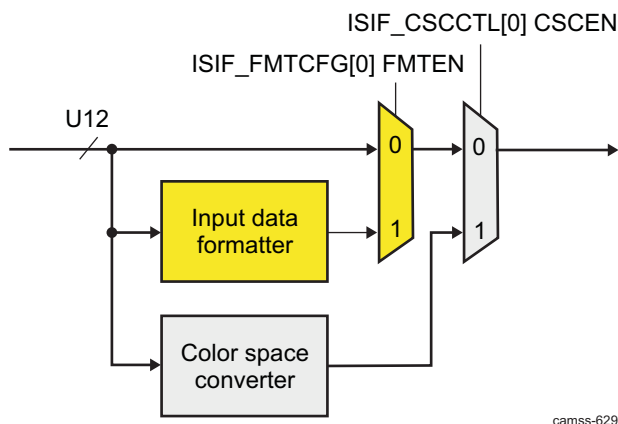 ISIF_CSCCTL[0] CSCEN
ISIF_FMTCFG[0] FMTEN
U12
0
0
Input data
formatter
1
1
Color space
converter
camss-629